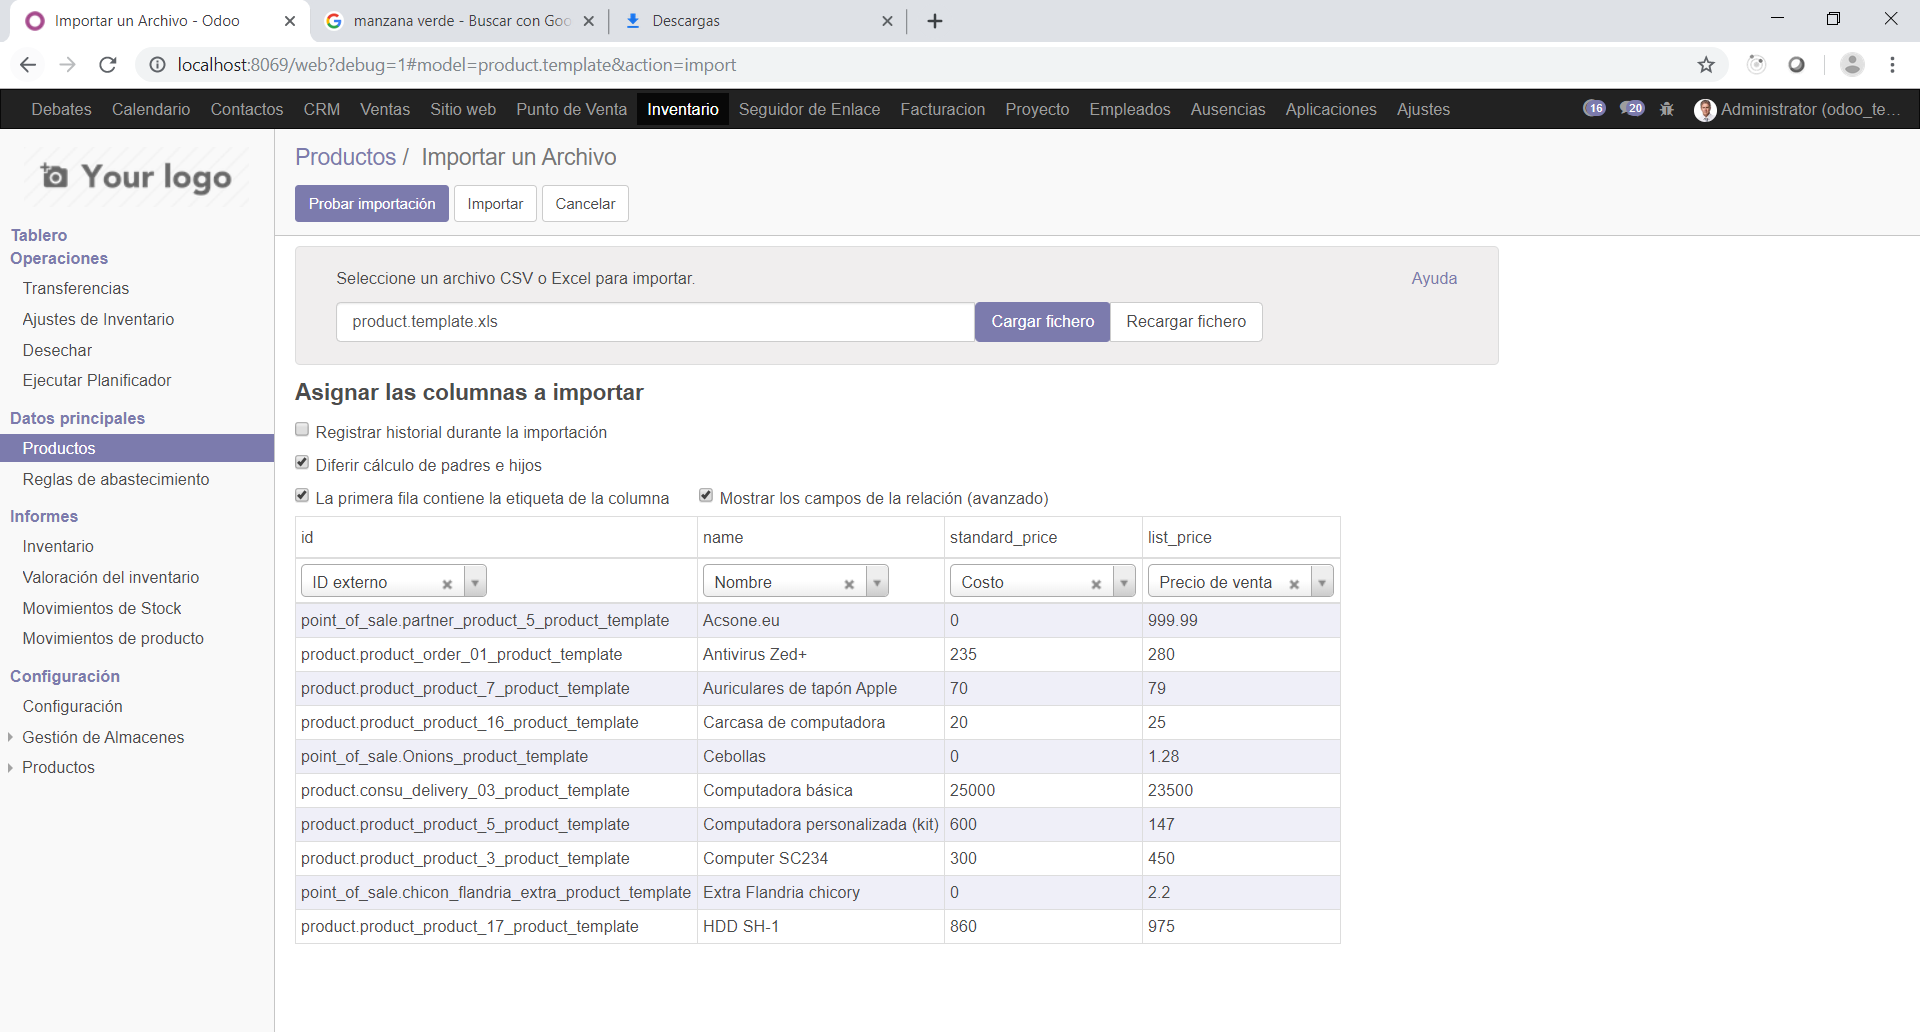 Importar un Archivo - Odoo
manzana verde - Buscar con Goo
Descargas
localhost:8069/web?debug=1#model=product.template&action=import
Debates Calendario Contactos CRM Ventas Sitio web Punto de Venta Inventario Seguidor de Enlace Facturacion Proyecto Empleados Ausencias Aplicaciones Ajustes 16 20 Administrator (odoo_te...
Your logo
Tablero
Operaciones
Transferencias
Ajustes de Inventario
Desechar
Ejecutar Planificador
Datos principales
Productos
Reglas de abastecimiento
Informes
Inventario
Valoración del inventario
Movimientos de Stock
Movimientos de producto
Configuración
Configuración
Gestión de Almacenes
Productos
Productos / Importar un Archivo
Probar importación Importar Cancelar
Seleccione un archivo CSV o Excel para importar. Ayuda
product.template.xls Cargar fichero Recargar fichero
Asignar las columnas a importar
Registrar historial durante la importación
Diferir cálculo de padres e hijos
La primera fila contiene la etiqueta de la columna Mostrar los campos de la relación (avanzado)
id name standard_price list_price
ID externo Nombre Costo Precio de venta
point_of_sale.partner_product_5_product_template Acsone.eu 0 999.99
product.product_order_01_product_template Antivirus Zed+ 235 280
product.product_product_7_product_template Auriculares de tapón Apple 70 79
product.product_product_16_product_template Carcasa de computadora 20 25
point_of_sale.Onions_product_template Cebollas 0 1.28
product.consu_delivery_03_product_template Computadora básica 25000 23500
product.product_product_5_product_template Computadora personalizada (kit) 600 147
product.product_product_3_product_template Computer SC234 300 450
point_of_sale.chicon_flandria_extra_product_template Extra Flandria chicory 0 2.2
product.product_product_17_product_template HDD SH-1 860 975